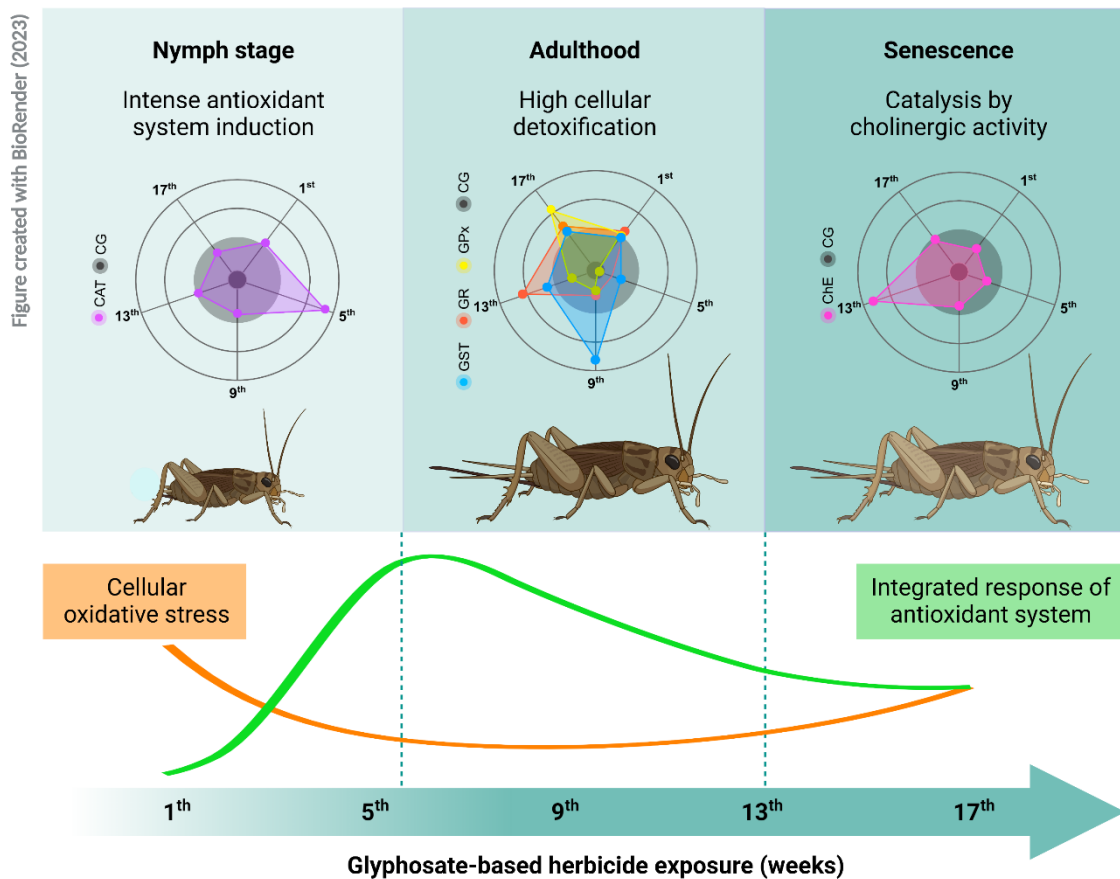 Figure created with BioRender (2023)
Nymph stage
Intense antioxidant
system induction
17th
1st
5th
9th
13th
CG
CAT
Adulthood
High cellular
detoxification
17th
1st
5th
9th
13th
CG
GPx
GR
GST
Senescence
Catalysis by
cholinergic activity
17th
1st
5th
9th
13th
CG
ChE
Cellular
oxidative stress
Integrated response of
antioxidant system
1th 5th 9th 13th 17th
Glyphosate-based herbicide exposure (weeks)